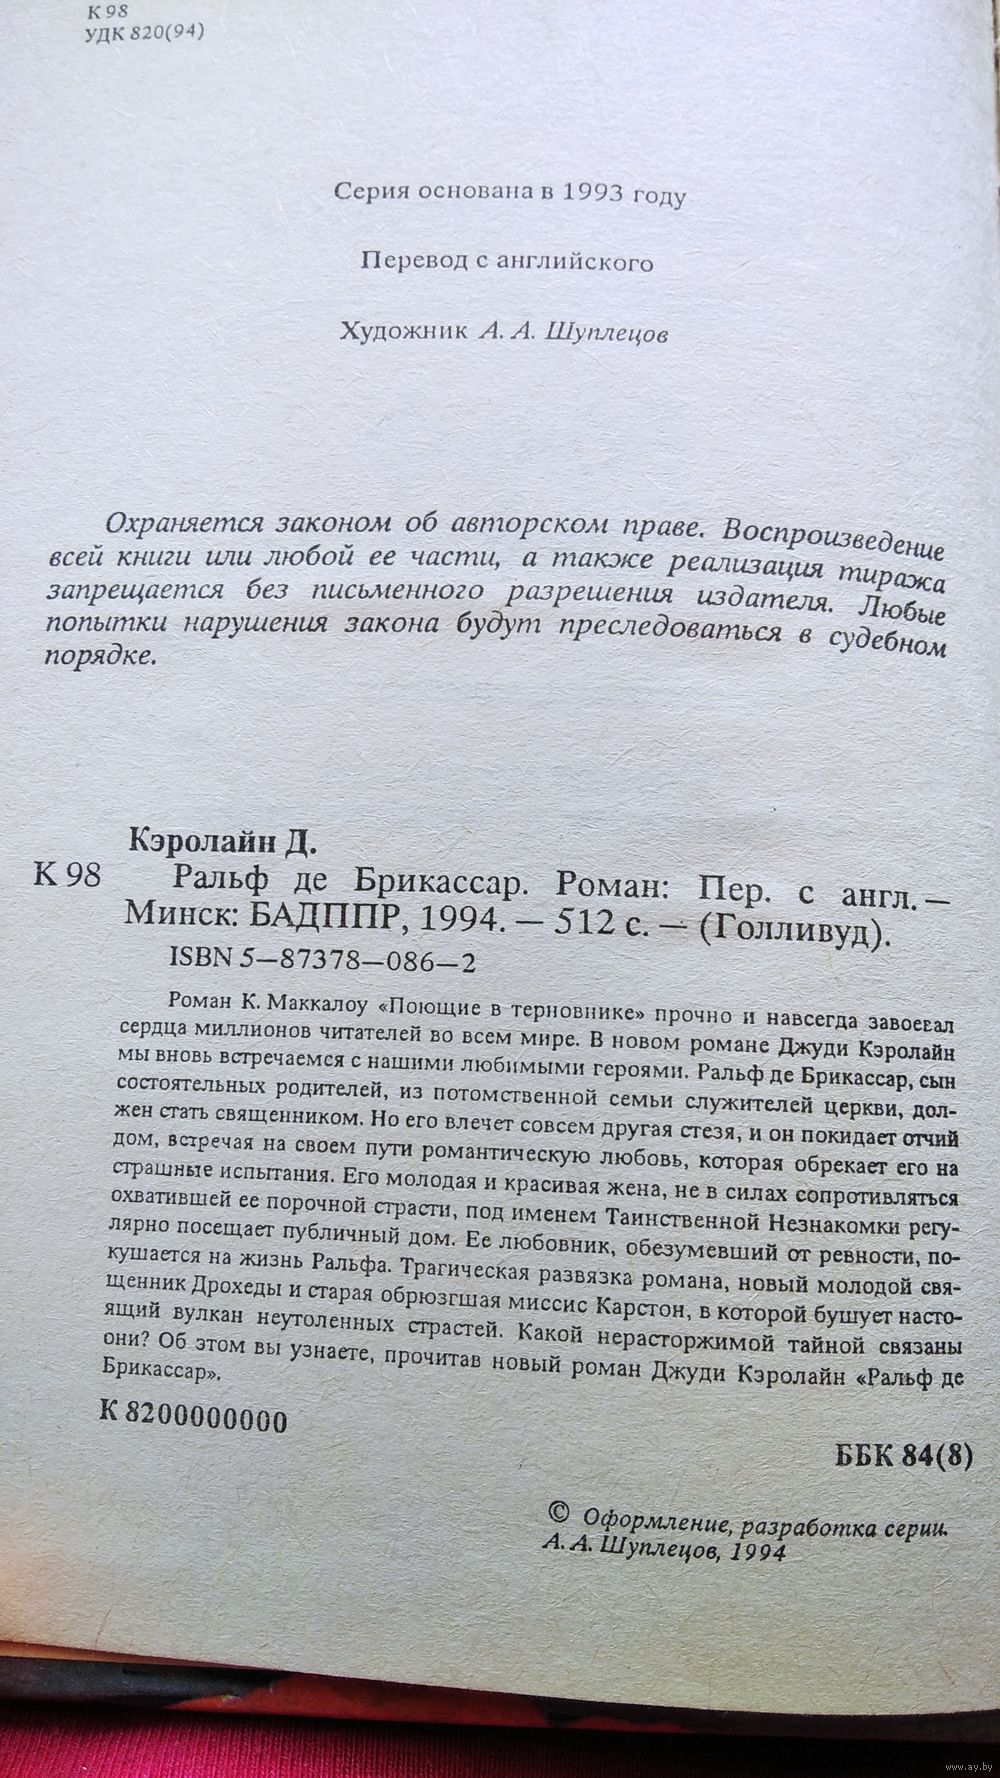 К 98
УДК 820(94)
Серия основана в 1993 году
Перевод с английского
Художник А. А. Шуплецов
Охраняется законом об авторском праве. Воспроизведение
всей книги или любой ее части, а также реализация тиража
запрещается без письменного разрешения издателя. Любые
попытки нарушения закона будут преследоваться в судебном
порядке.
Кэролайн Д.
К 98 Ральф де Брикассар. Роман: Пер. с англ. —
Минск: БАДППР, 1994. — 512 с. — (Голливуд).
ISBN 5—87378—086—2
Роман К. Маккалоу «Поющие в терновнике» прочно и навсегда завоевал
сердца миллионов читателей во всем мире. В новом романе Джуди Кэролайн
мы вновь встречаемся с нашими любимыми героями. Ральф де Брикассар, сын
состоятельных родителей, из потомственной семьи служителей церкви, дол-
жен стать священником. Но его влечет совсем другая стезя, и он покидает отчий
дом, встречая на своем пути романтическую любовь, которая обрекает его на
страшные испытания. Его молодая и красивая жена, не в силах сопротивляться
охватившей ее порочной страсти, под именем Таинственной Незнакомки регу-
лярно посещает публичный дом. Ее любовник, обезумевший от ревности, по-
кушается на жизнь Ральфа. Трагическая развязка романа, новый молодой свя-
щенник Дрохеды и старая обрюзгшая миссис Карстон, в которой бушует насто-
ящий вулкан неутоленных страстей. Какой нерасторжимой тайной связаны
они? Об этом вы узнаете, прочитав новый роман Джуди Кэролайн «Ральф де
Брикассар».
К 8200000000
ББК 84(8)
© Оформление, разработка серии.
А. А. Шуплецов, 1994
www.ay.by